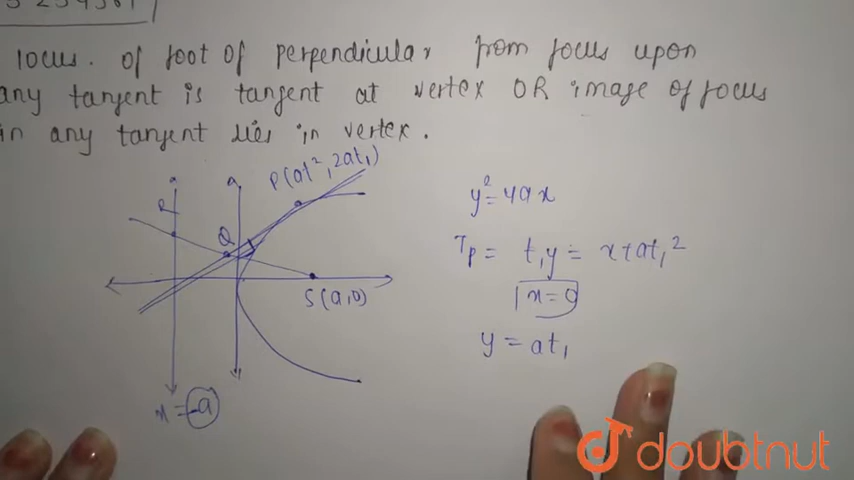 locus. of foot of perpendicular from focus upon
any tangent is tangent at vertex OR image of focus
in any tangent lies in vertex.
P(at², 2at₁)
y² = 4ax
R
Q
Tp = t₁y = x + at₁²
S(a,0)
x = 0
y = at₁
x = -a
doubtnut